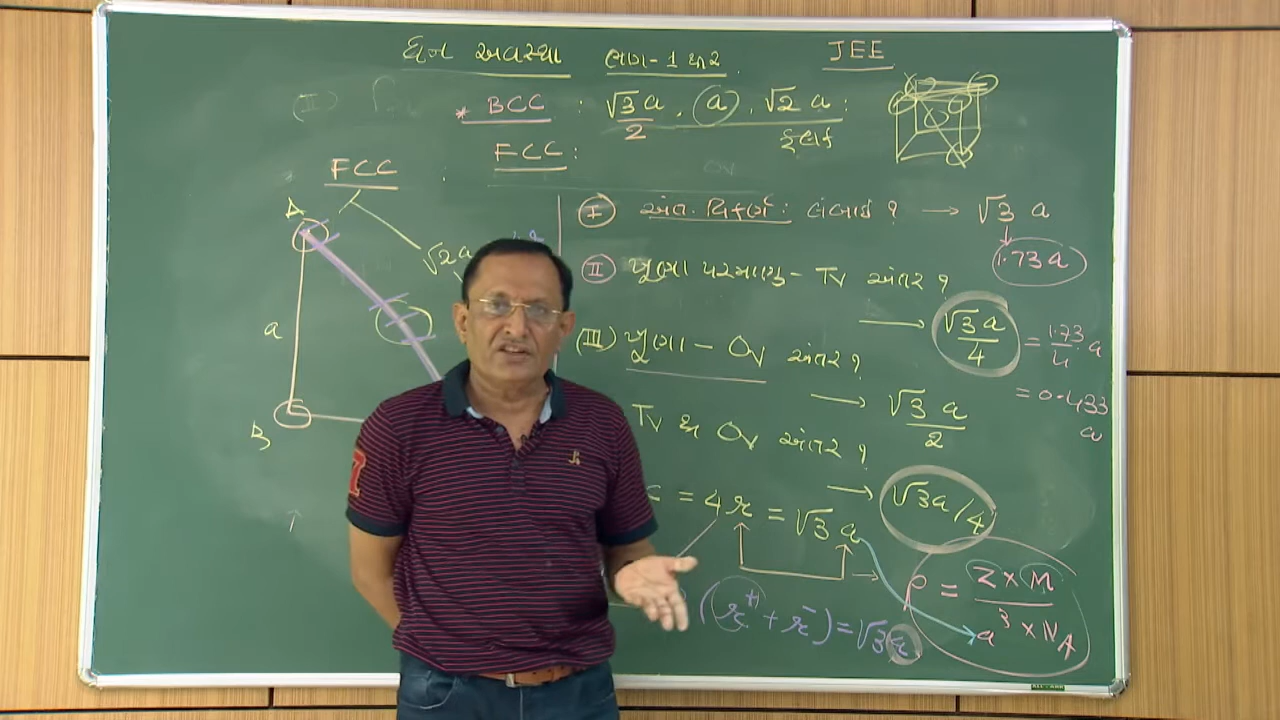 ઘન અવસ્થા ભાગ-1 થી 2 JEE
* BCC : √3a/2 , a , √2 a :
ફલક
FCC :
FCC :
A
a
B
√2a
(I) અંતઃ વિકર્ણ : લંબાઈ ? → √3 a
1.73a
(II) ખૂણા પરમાણુ - TV અંતર ?
→ √3a/4 = 1.73/4 a
= 0.433 a
(III) ખૂણા - OV અંતર ?
→ √3 a/2
TV & OV અંતર ?
→ √3a/4
= 4r = √3 a
(r⁺ + r⁻) = √3a
ρ = Z × M / a³ × NA